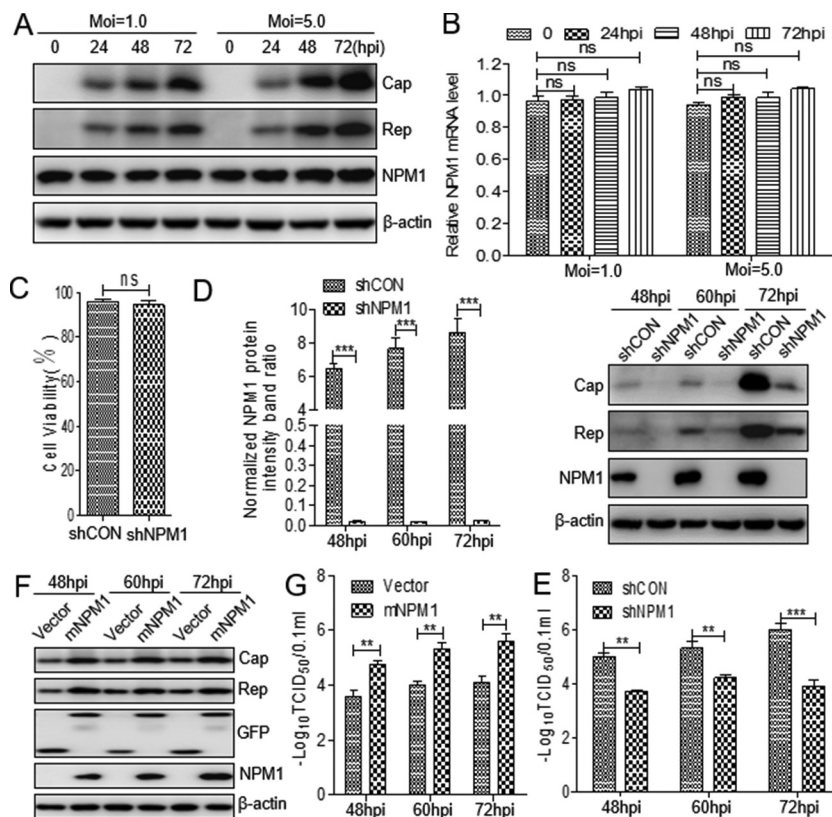 A
Moi=1.0 Moi=5.0
0 24 48 72 0 24 48 72(hpi)
Cap
Rep
NPM1
β-actin
B
0 24hpi 48hpi 72hpi
ns ns
ns ns
ns ns
Relative NPM1 mRNA level
1.2
1.0
0.8
0.6
0.4
0.2
0.0
Moi=1.0 Moi=5.0
C
ns
Cell Viability(%)
100
80
60
40
20
0
shCON shNPM1
D
shCON
shNPM1
*** *** ***
Normalized NPM1 protein
intensity band ratio
10
8
6
4
0.5
0.4
0.3
0.2
0.1
0.0
48hpi 60hpi 72hpi
48hpi 60hpi 72hpi
shCON shNPM1 shCON shNPM1 shCON shNPM1
Cap
Rep
NPM1
β-actin
F
48hpi 60hpi 72hpi
Vector mNPM1 Vector mNPM1 Vector mNPM1
Cap
Rep
GFP
NPM1
β-actin
G
Vector
mNPM1
** ** **
-Log10TCID50/0.1ml
8
6
4
2
0
48hpi 60hpi 72hpi
E
shCON
shNPM1
** ** ***
-Log10TCID50/0.1ml
8
6
4
2
0
48hpi 60hpi 72hpi